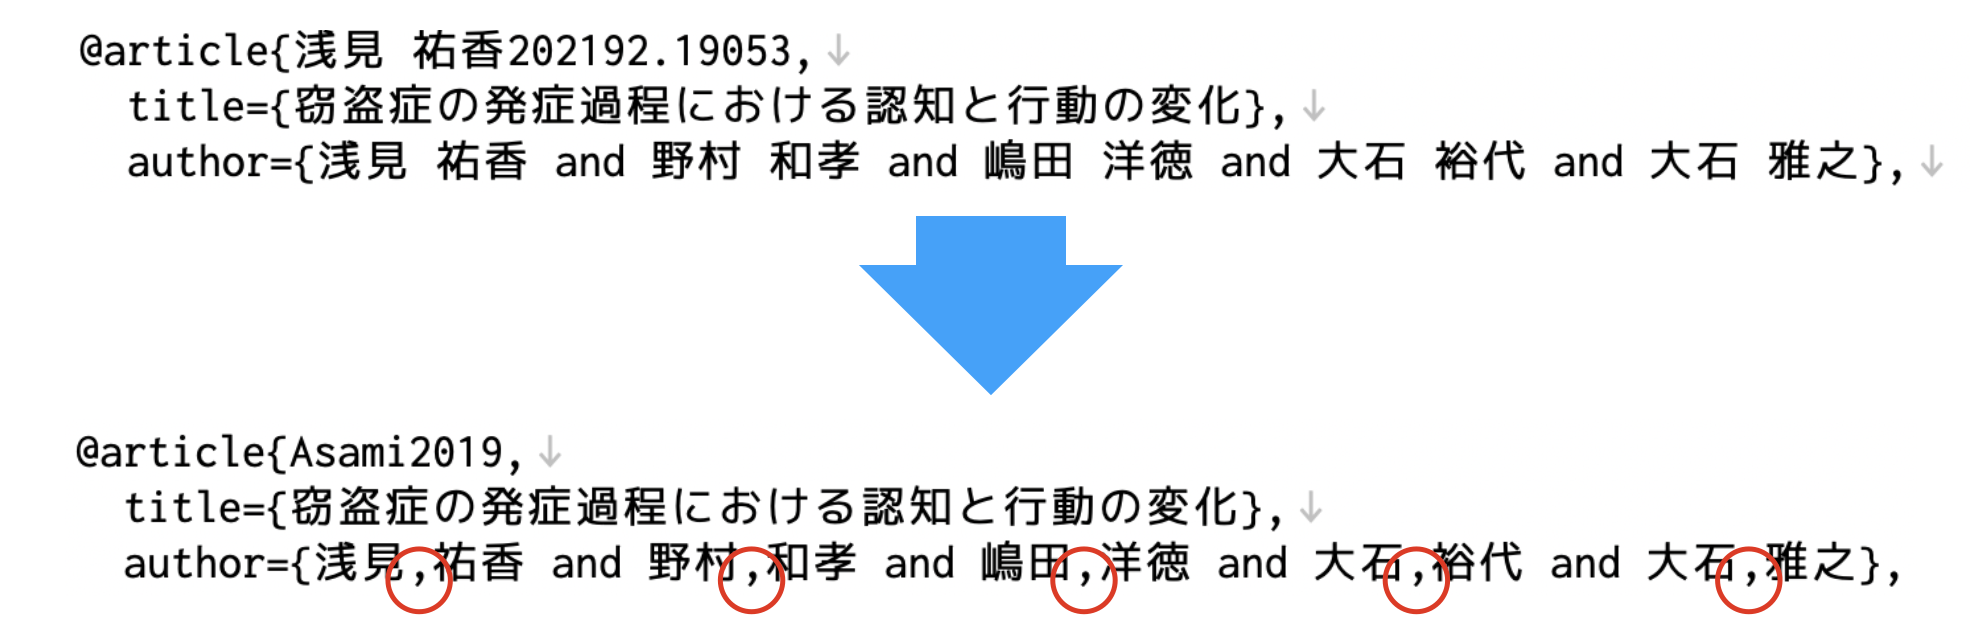 @article{浅見 祐香202192.19053,↓
title={窃盗症の発症過程における認知と行動の変化},↓
author={浅見 祐香 and 野村 和孝 and 嶋田 洋徳 and 大石 裕代 and 大石 雅之},↓
@article{Asami2019,↓
title={窃盗症の発症過程における認知と行動の変化},↓
author={浅見,祐香 and 野村,和孝 and 嶋田,洋徳 and 大石,裕代 and 大石,雅之},